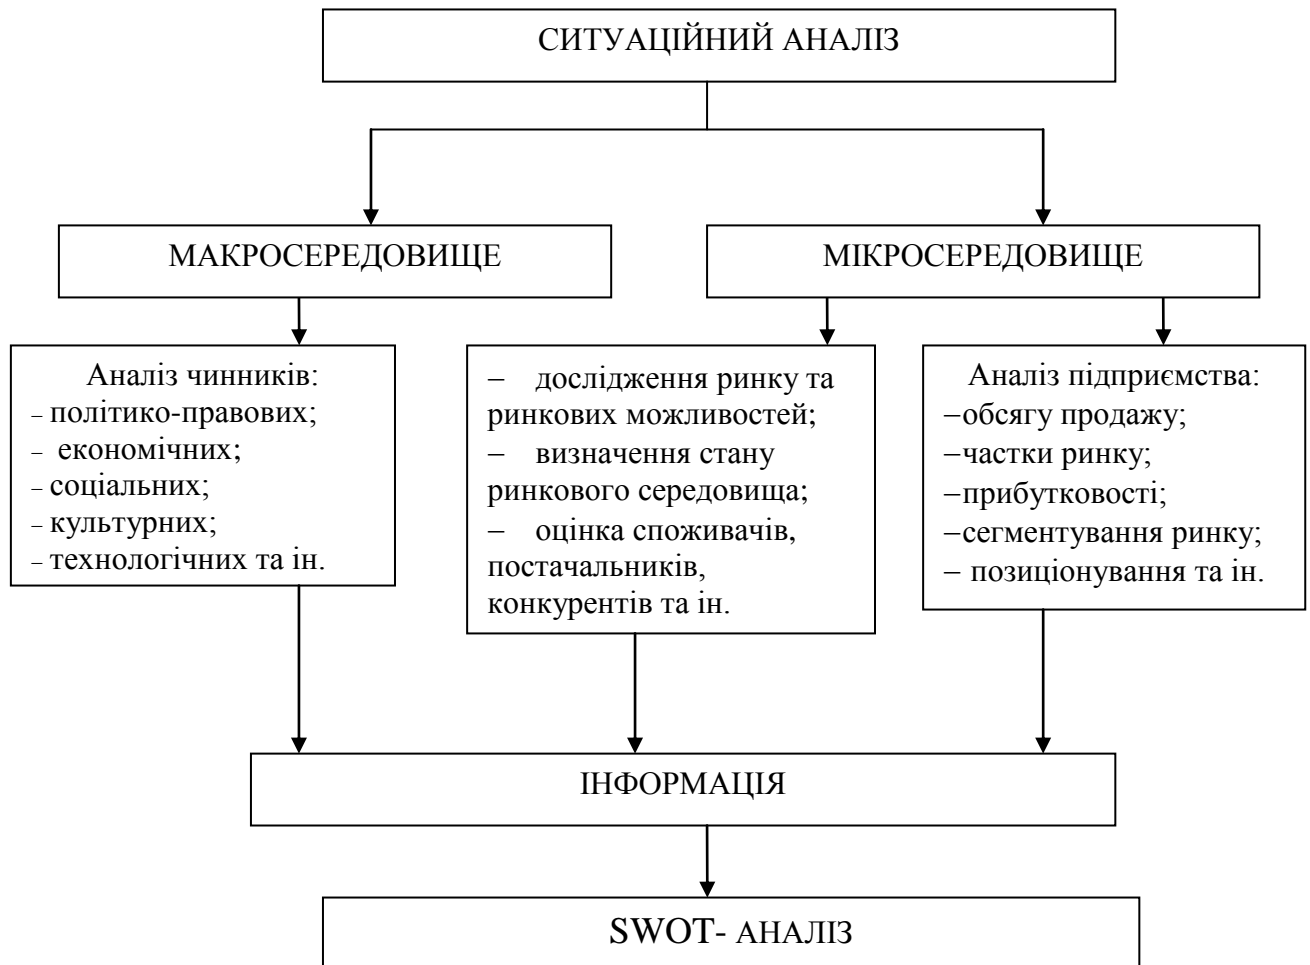 СИТУАЦІЙНИЙ АНАЛІЗ
МАКРОСЕРЕДОВИЩЕ
МІКРОСЕРЕДОВИЩЕ
Аналіз чинників:
– політико-правових;
– економічних;
– соціальних;
– культурних;
– технологічних та ін.
– дослідження ринку та
ринкових можливостей;
– визначення стану
ринкового середовища;
– оцінка споживачів,
постачальників,
конкурентів та ін.
Аналіз підприємства:
–обсягу продажу;
–частки ринку;
–прибутковості;
–сегментування ринку;
– позиціонування та ін.
ІНФОРМАЦІЯ
SWOT- АНАЛІЗ